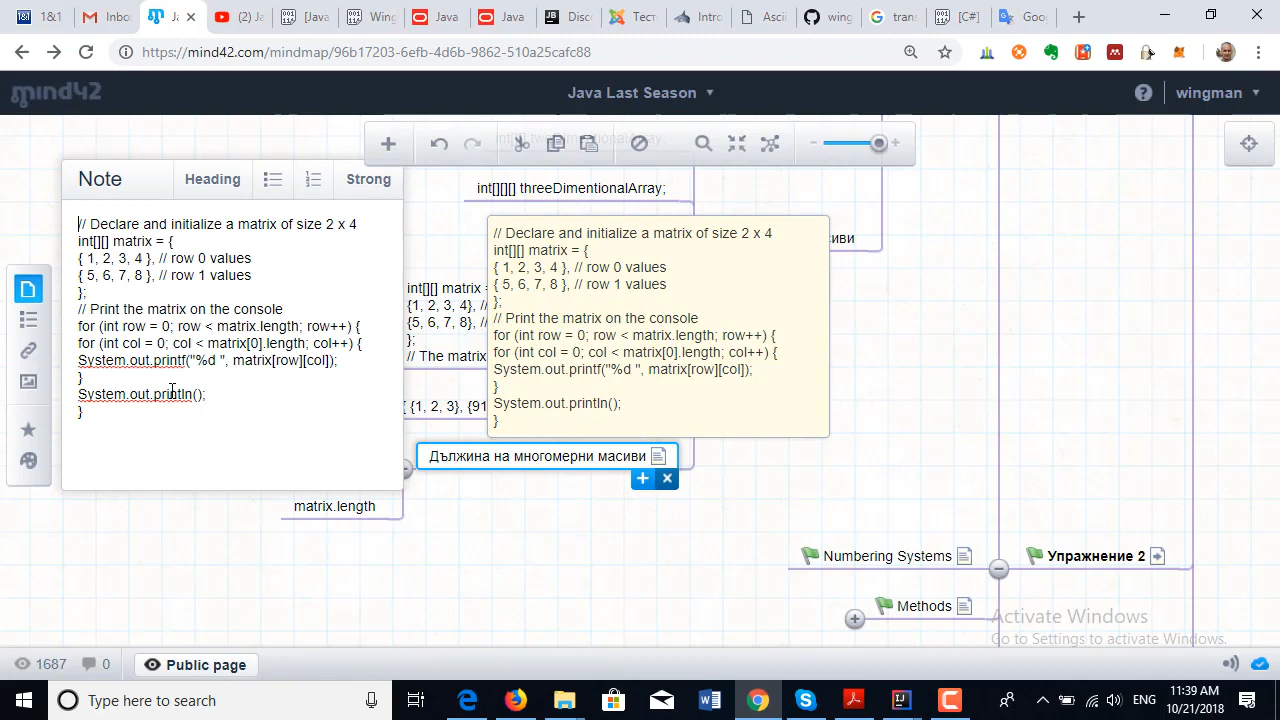 1&1
Inbo
J
(2) Ja
[Java
Wing
Java
Java
Disc
Тест
Intro
Ascii
wing
trans
[C#]
Goo
https://mind42.com/mindmap/96b17203-6efb-4d6b-9862-510a25cafc88
mind42
Java Last Season
wingman
Note
Heading
Strong
// Declare and initialize a matrix of size 2 x 4
int[][] matrix = {
{ 1, 2, 3, 4 }, // row 0 values
{ 5, 6, 7, 8 }, // row 1 values
};
// Print the matrix on the console
for (int row = 0; row < matrix.length; row++) {
for (int col = 0; col < matrix[0].length; col++) {
System.out.printf("%d ", matrix[row][col]);
}
System.out.println();
}
int[][] twoDimentionalArray;
int[][][] threeDimentionalArray;
сиви
int[][] matrix =
{1, 2, 3, 4}, /
{5, 6, 7, 8}, /
};
// The matrix
{ {1, 2, 3}, {91
// Declare and initialize a matrix of size 2 x 4
int[][] matrix = {
{ 1, 2, 3, 4 }, // row 0 values
{ 5, 6, 7, 8 }, // row 1 values
};
// Print the matrix on the console
for (int row = 0; row < matrix.length; row++) {
for (int col = 0; col < matrix[0].length; col++) {
System.out.printf("%d ", matrix[row][col]);
}
System.out.println();
}
Дължина на многомерни масиви
matrix.length
Numbering Systems
Упражнение 2
Methods
Activate Windows
Go to Settings to activate Windows.
1687
0
Public page
Type here to search
ENG
11:39 AM
10/21/2018